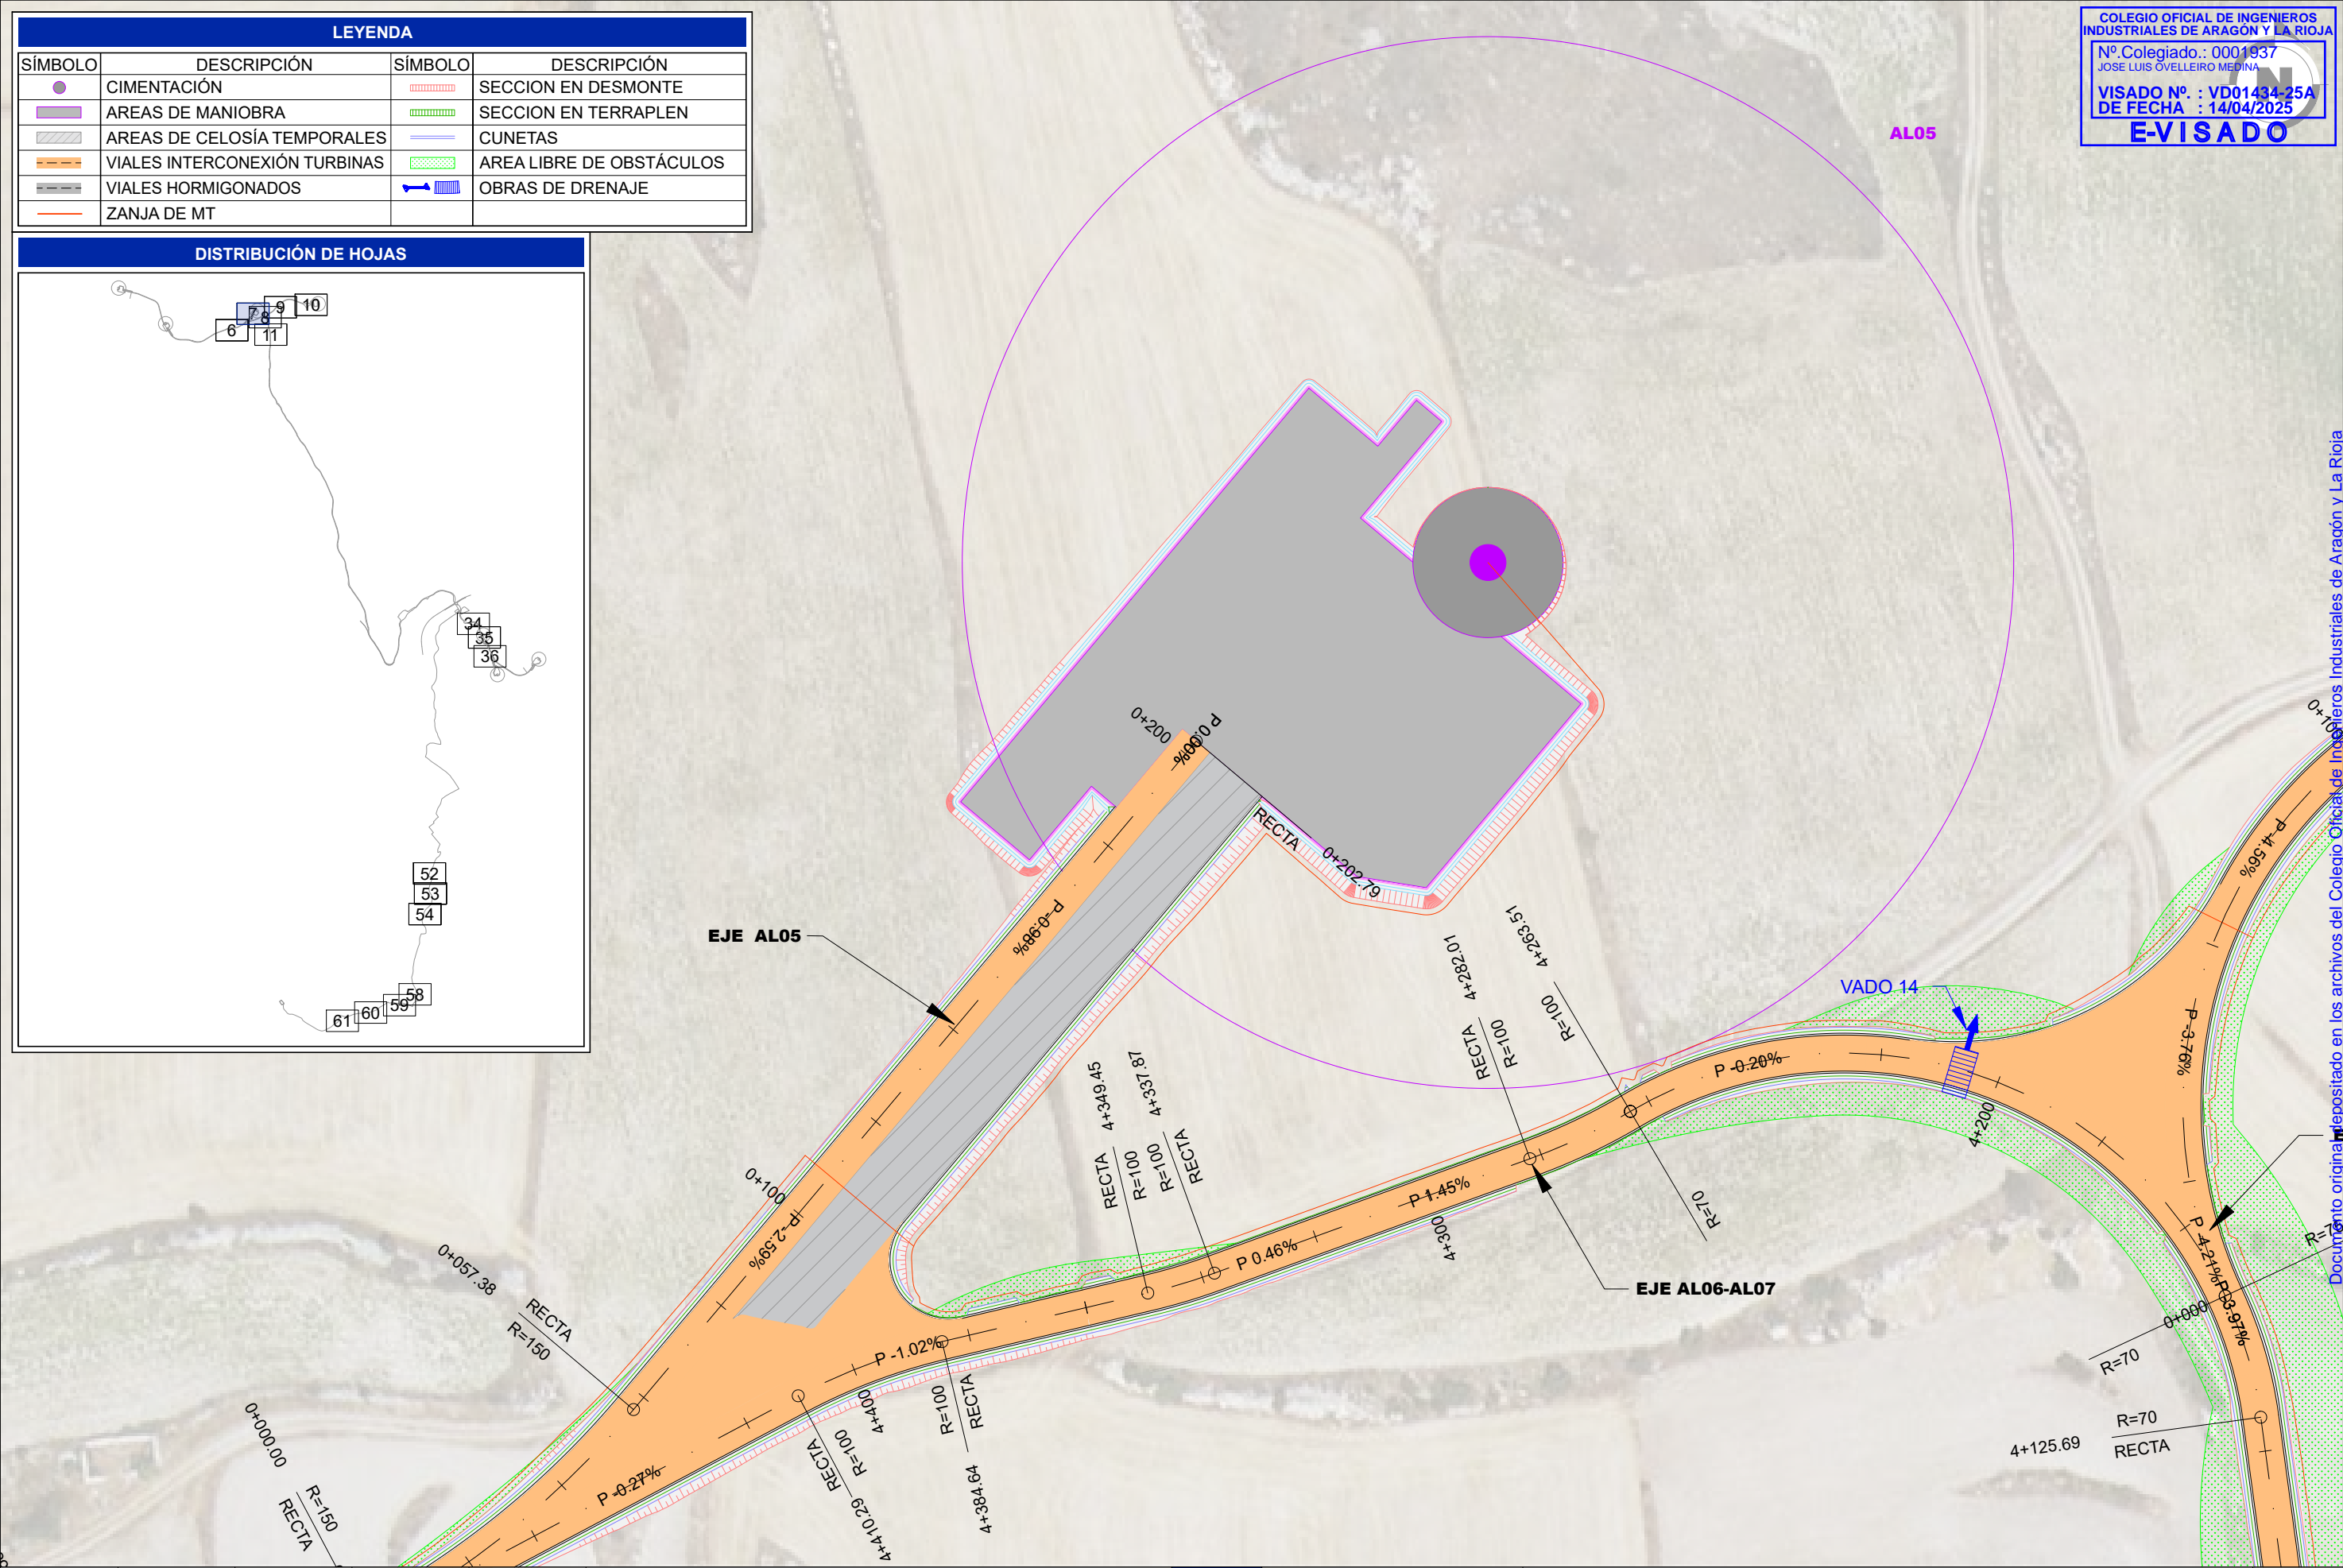 LEYENDA
SÍMBOLO DESCRIPCIÓN SÍMBOLO DESCRIPCIÓN
CIMENTACIÓN SECCION EN DESMONTE
AREAS DE MANIOBRA SECCION EN TERRAPLEN
AREAS DE CELOSÍA TEMPORALES CUNETAS
VIALES INTERCONEXIÓN TURBINAS AREA LIBRE DE OBSTÁCULOS
VIALES HORMIGONADOS OBRAS DE DRENAJE
ZANJA DE MT
DISTRIBUCIÓN DE HOJAS
6
7
8
9
10
11
34
35
36
52
53
54
58
59
60
61
COLEGIO OFICIAL DE INGENIEROS
INDUSTRIALES DE ARAGÓN Y LA RIOJA
Nº.Colegiado.: 0001937
JOSE LUIS OVELLEIRO MEDINA
VISADO Nº. : VD01434-25A
DE FECHA : 14/04/2025
E-VISADO
N
AL05
Documento original depositado en los archivos del Colegio Oficial de Ingenieros Industriales de Aragón y La Rioja
0+200
P 0.00%
RECTA
0+202.79
P -0.98%
EJE AL05
0+100
P -2.59%
0+057.38
RECTA
R=150
0+000.00
R=150
RECTA
P -0.27%
P -1.02%
4+400
RECTA
R=100
4+410.29
R=100
RECTA
4+384.64
RECTA 4+349.45
R=100
R=100 4+337.87
RECTA
P 0.46%
4+300
P 1.45%
RECTA 4+282.01
R=100
R=100 4+263.51
R=70
EJE AL06-AL07
P -0.20%
VADO 14
4+200
P -4.56%
P -3.76%
P -4.21%
P 3.97%
0+000
R=70
R=70
RECTA
4+125.69